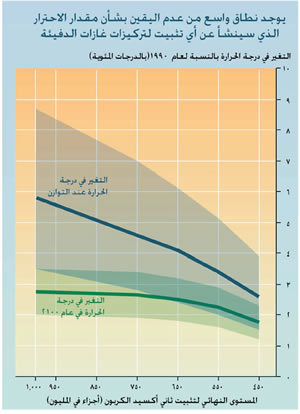 يوجد نطاق واسع من عدم اليقين بشأن مقدار الاحترار
الذي سينشأ عن أي تثبيت لتركيزات غازات الدفيئة
التغير في درجة الحرارة بالنسبة لعام ١٩٩٠ (بالدرجات المئوية)
١٠
٩
٨
٧
٦
٥
٤
٣
٢
١
٠
التغير في درجة
الحرارة عند التوازن
التغير في درجة
الحرارة في عام ٢١٠٠
١,٠٠٠ ٩٥٠ ٨٥٠ ٧٥٠ ٦٥٠ ٥٥٠ ٤٥٠
المستوى النهائي لتثبيت ثاني أكسيد الكربون (أجزاء في المليون)